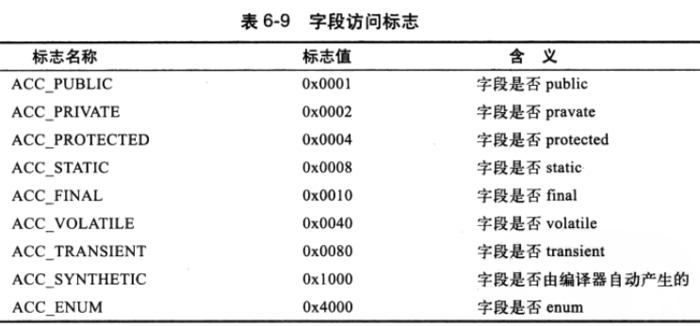 表 6-9 字段访问标志
标志名称 标志值 含 义
ACC_PUBLIC 0x0001 字段是否 public
ACC_PRIVATE 0x0002 字段是否 pravate
ACC_PROTECTED 0x0004 字段是否 protected
ACC_STATIC 0x0008 字段是否 static
ACC_FINAL 0x0010 字段是否 final
ACC_VOLATILE 0x0040 字段是否 volatile
ACC_TRANSIENT 0x0080 字段是否 transient
ACC_SYNTHETIC 0x1000 字段是否由编译器自动产生的
ACC_ENUM 0x4000 字段是否 enum